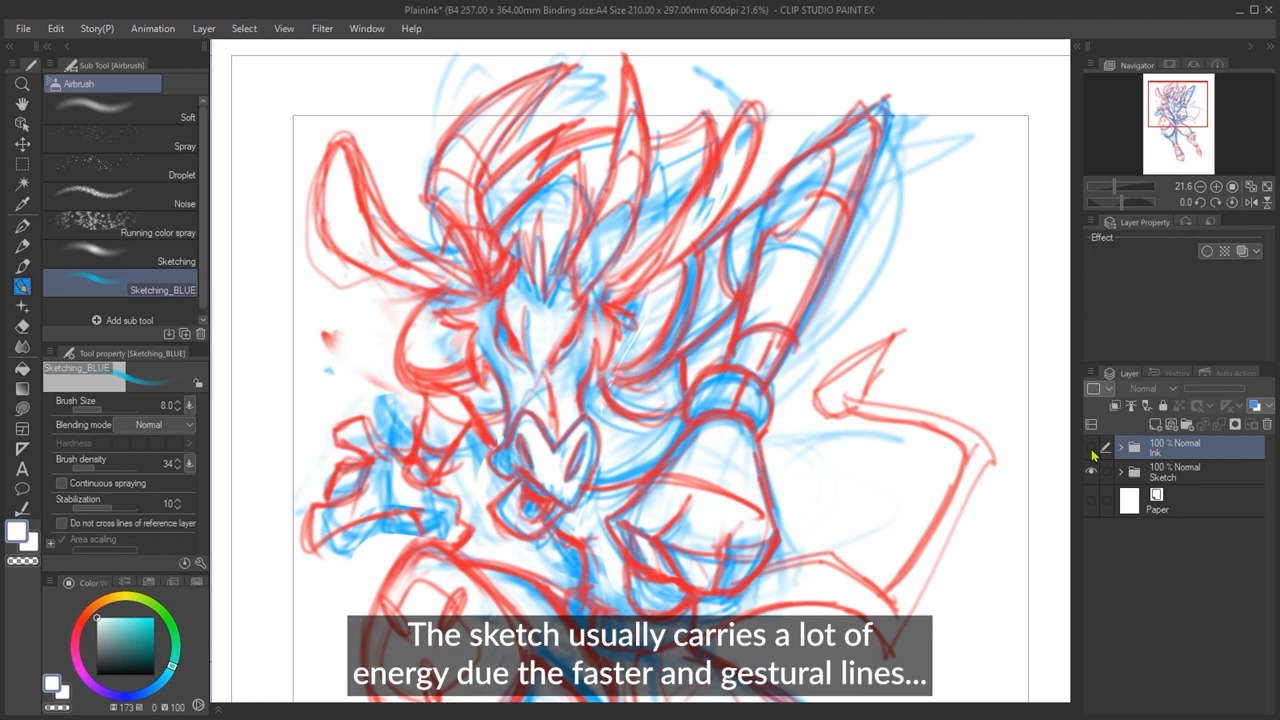 PlainInk* (B4 257.00 x 364.00mm Binding size:A4 Size 210.00 x 297.00mm 600dpi 21.6%) - CLIP STUDIO PAINT EX
File Edit Story(P) Animation Layer Select View Filter Window Help
Sub Tool [Airbrush]
Airbrush
Soft
Spray
Droplet
Noise
Running color spray
Sketching
Sketching_BLUE
Add sub tool
Tool property [Sketching_BLUE]
Sketching_BLUE
Brush Size 8.0
Blending mode Normal
Hardness
Brush density 34
Continuous spraying
Stabilization 10
Do not cross lines of reference layer
Area scaling
Color W
H 173 S 0 V 100
Navigator
21.6
0.0
Layer Property
Effect
Layer History Auto Action
Normal
100 % Normal
Ink
100 % Normal
Sketch
Paper
The sketch usually carries a lot of
energy due the faster and gestural lines...